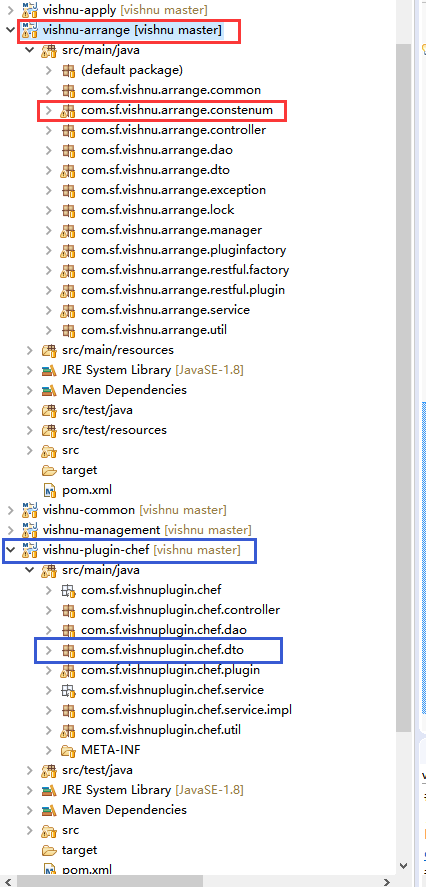 vishnu-apply [vishnu master]
vishnu-arrange [vishnu master]
src/main/java
(default package)
com.sf.vishnu.arrange.common
com.sf.vishnu.arrange.constenum
com.sf.vishnu.arrange.controller
com.sf.vishnu.arrange.dao
com.sf.vishnu.arrange.dto
com.sf.vishnu.arrange.exception
com.sf.vishnu.arrange.lock
com.sf.vishnu.arrange.manager
com.sf.vishnu.arrange.pluginfactory
com.sf.vishnu.arrange.restful.factory
com.sf.vishnu.arrange.restful.plugin
com.sf.vishnu.arrange.service
com.sf.vishnu.arrange.util
src/main/resources
JRE System Library [JavaSE-1.8]
Maven Dependencies
src/test/java
src/test/resources
src
target
pom.xml
vishnu-common [vishnu master]
vishnu-management [vishnu master]
vishnu-plugin-chef [vishnu master]
src/main/java
com.sf.vishnuplugin.chef
com.sf.vishnuplugin.chef.controller
com.sf.vishnuplugin.chef.dao
com.sf.vishnuplugin.chef.dto
com.sf.vishnuplugin.chef.plugin
com.sf.vishnuplugin.chef.service
com.sf.vishnuplugin.chef.service.impl
com.sf.vishnuplugin.chef.util
META-INF
src/test/java
JRE System Library [JavaSE-1.8]
Maven Dependencies
src
target
pom.xml